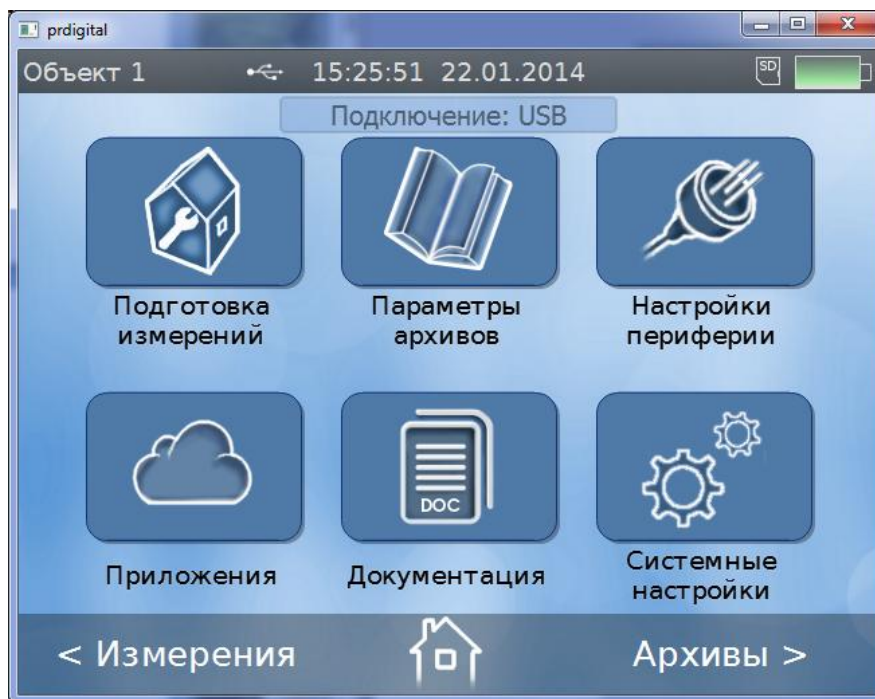 prdigital
Объект 1 15:25:51 22.01.2014 SD
Подключение: USB
Подготовка измерений
Параметры архивов
Настройки периферии
DOC
Приложения
Документация
Системные настройки
< Измерения Архивы >